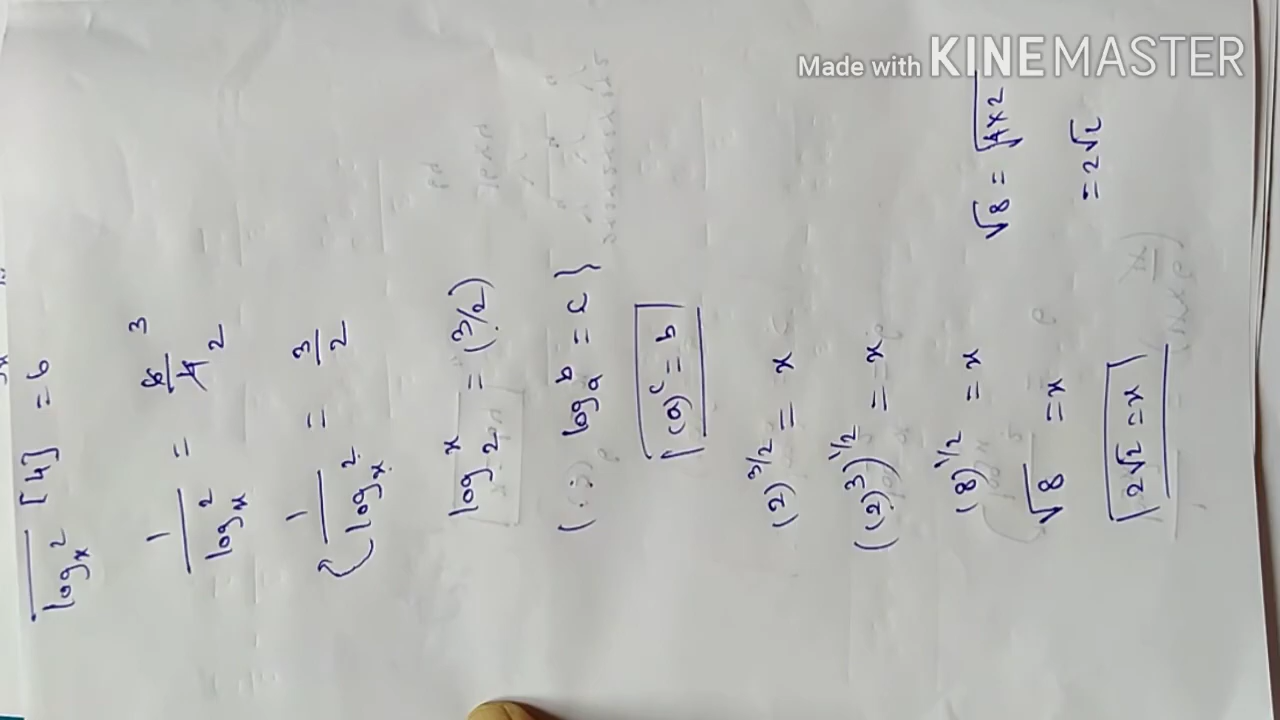 Made with KINEMASTER
1/log_x 2 [4] = 6
1/log_x 2 = 6/4 3/2
1/log_x 2 = 3/2
log_2 x = (3/2)
(∵) log_a b = c }
(a)^c = b
(2)^3/2 = x
((2)^3)^1/2 = x
(8)^1/2 = x
√8 = x
√8 = √4×2
= 2√2
2√2 = x